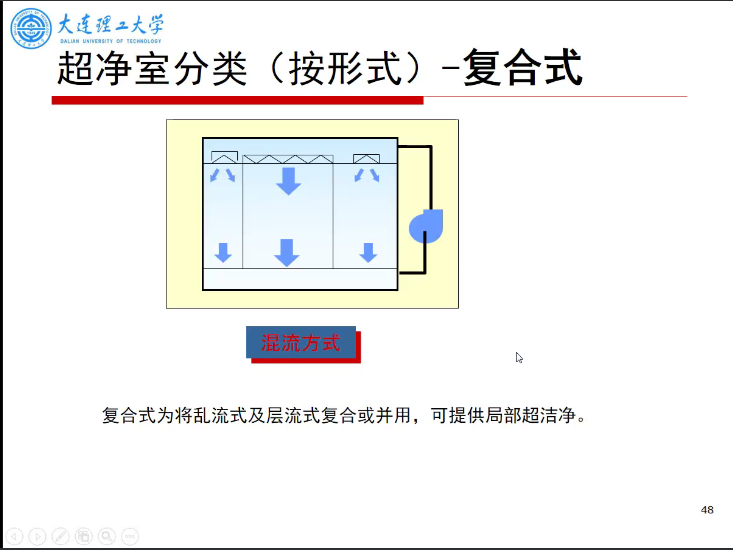 大连理工大学
DALIAN UNIVERSITY OF TECHNOLOGY
超净室分类（按形式）-复合式
混流方式
复合式为将乱流式及层流式复合或并用，可提供局部超洁净。
48